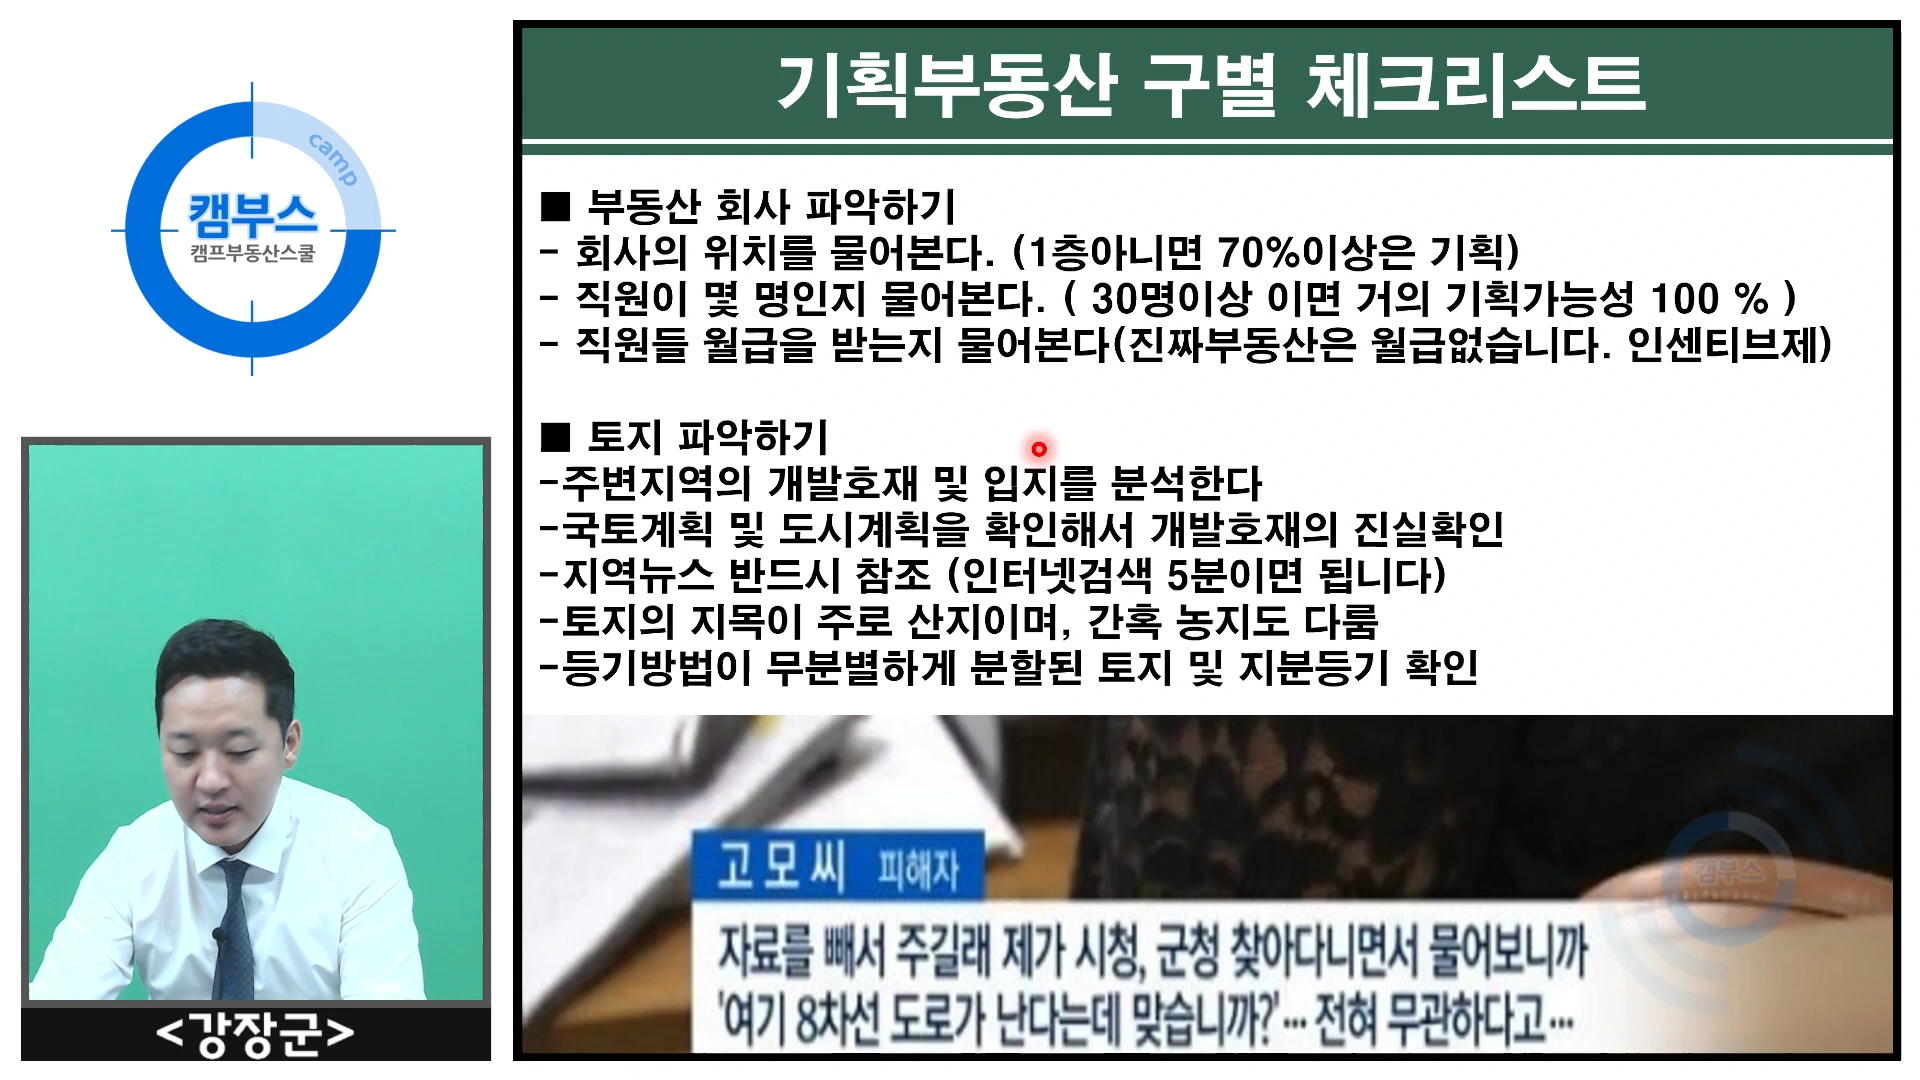 camp
캠부스
캠프부동산스쿨
<강장군>
기획부동산 구별 체크리스트
■ 부동산 회사 파악하기
- 회사의 위치를 물어본다. (1층아니면 70%이상은 기획)
- 직원이 몇 명인지 물어본다. ( 30명이상 이면 거의 기획가능성 100 % )
- 직원들 월급을 받는지 물어본다(진짜부동산은 월급없습니다. 인센티브제)
■ 토지 파악하기
-주변지역의 개발호재 및 입지를 분석한다
-국토계획 및 도시계획을 확인해서 개발호재의 진실확인
-지역뉴스 반드시 참조 (인터넷검색 5분이면 됩니다)
-토지의 지목이 주로 산지이며, 간혹 농지도 다룸
-등기방법이 무분별하게 분할된 토지 및 지분등기 확인
고 모 씨 피해자
자료를 빼서 주길래 제가 시청, 군청 찾아다니면서 물어보니까
'여기 8차선 도로가 난다는데 맞습니까?'… 전혀 무관하다고…
캠부스